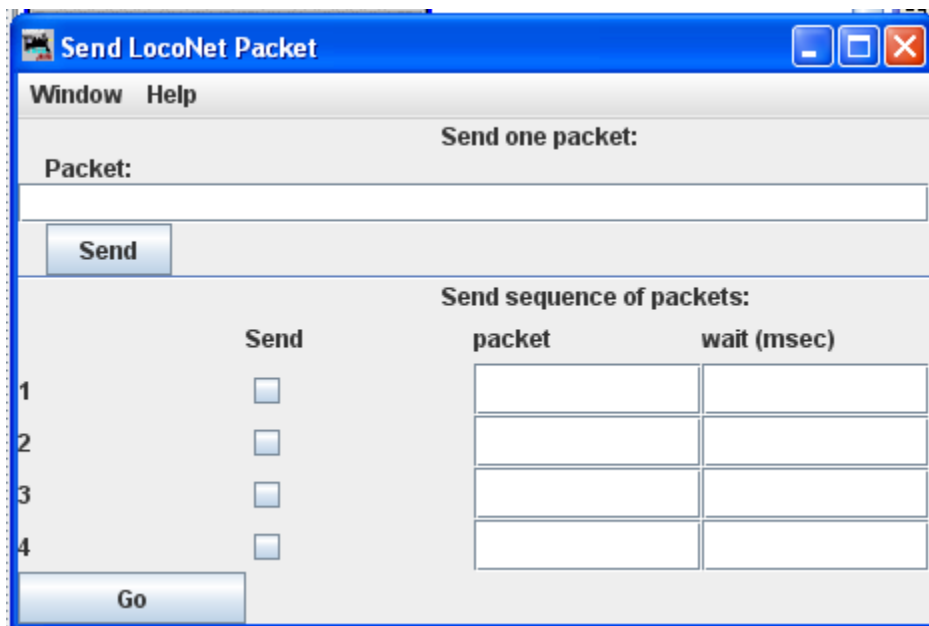 Send LocoNet Packet
Window Help
Send one packet:
Packet:
Send
Send sequence of packets:
Send packet wait (msec)
1
2
3
4
Go